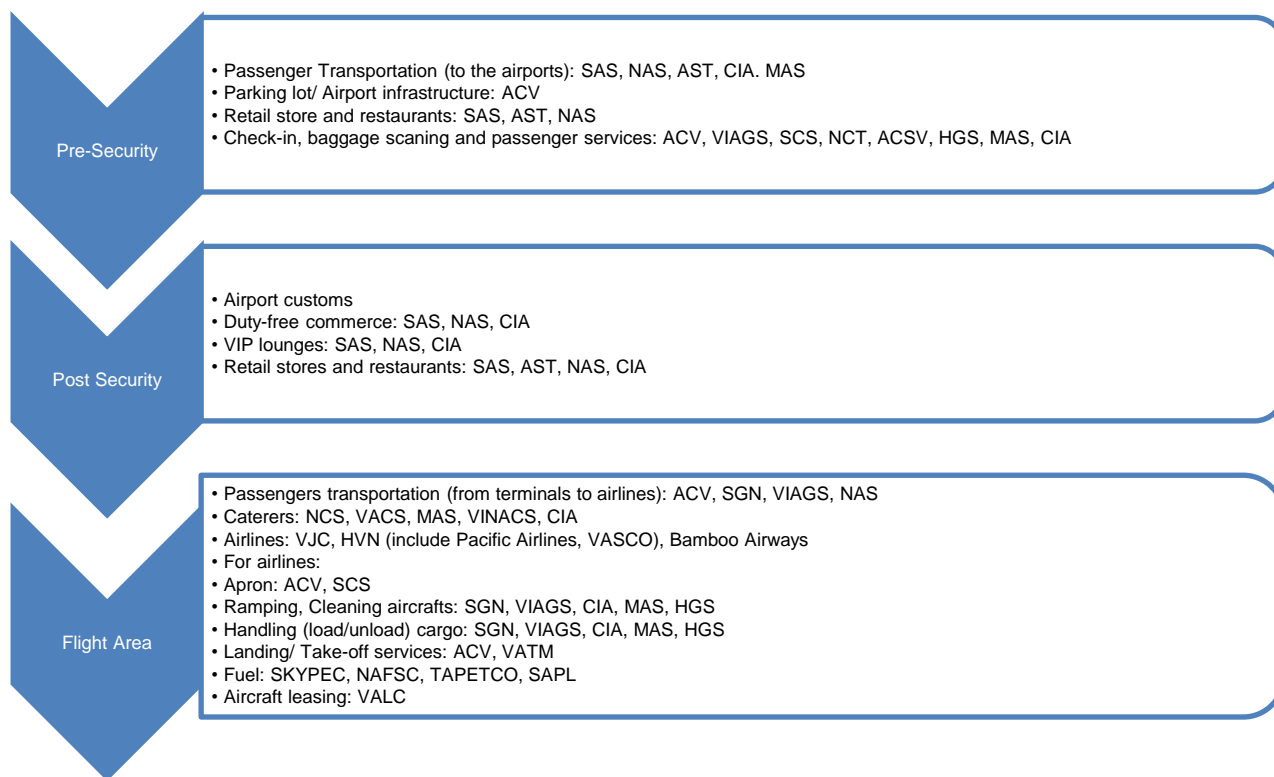 Pre-Security
• Passenger Transportation (to the airports): SAS, NAS, AST, CIA. MAS
• Parking lot/ Airport infrastructure: ACV
• Retail store and restaurants: SAS, AST, NAS
• Check-in, baggage scaning and passenger services: ACV, VIAGS, SCS, NCT, ACSV, HGS, MAS, CIA
Post Security
• Airport customs
• Duty-free commerce: SAS, NAS, CIA
• VIP lounges: SAS, NAS, CIA
• Retail stores and restaurants: SAS, AST, NAS, CIA
Flight Area
• Passengers transportation (from terminals to airlines): ACV, SGN, VIAGS, NAS
• Caterers: NCS, VACS, MAS, VINACS, CIA
• Airlines: VJC, HVN (include Pacific Airlines, VASCO), Bamboo Airways
• For airlines:
• Apron: ACV, SCS
• Ramping, Cleaning aircrafts: SGN, VIAGS, CIA, MAS, HGS
• Handling (load/unload) cargo: SGN, VIAGS, CIA, MAS, HGS
• Landing/ Take-off services: ACV, VATM
• Fuel: SKYPEC, NAFSC, TAPETCO, SAPL
• Aircraft leasing: VALC